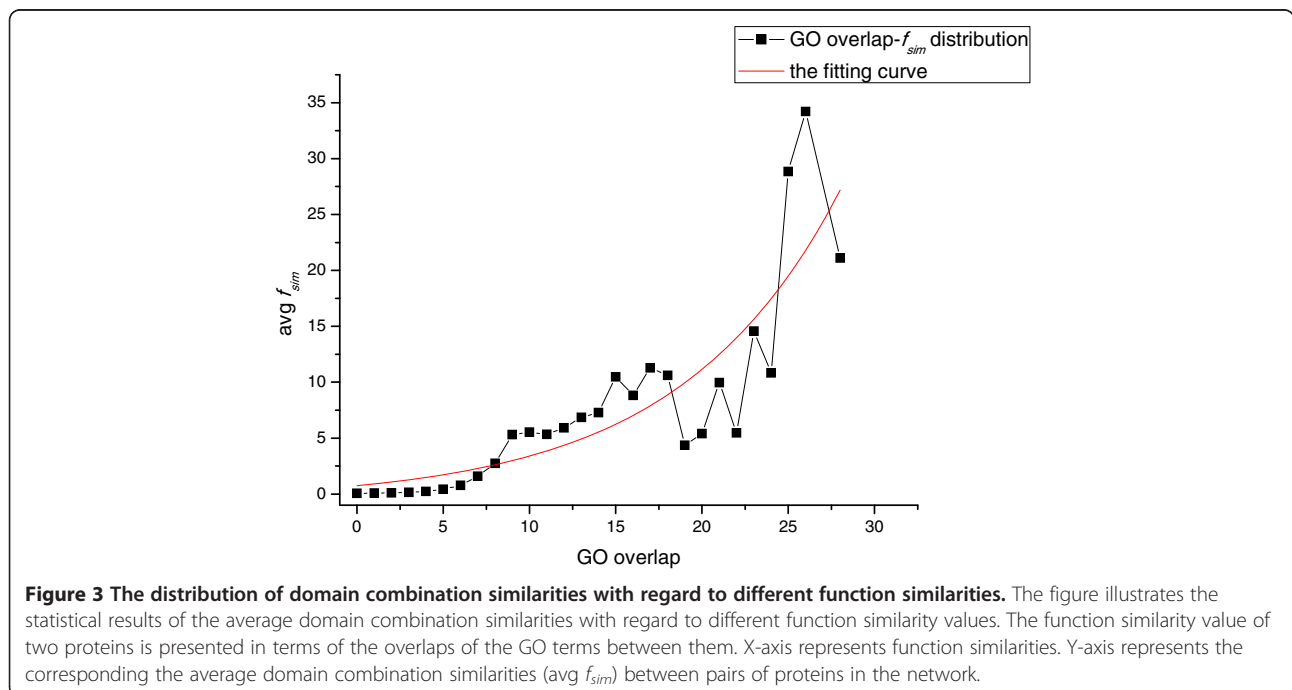 GO overlap-fsim distribution
the fitting curve
35
30
25
20
15
10
5
0
avg fsim
0 5 10 15 20 25 30
GO overlap
Figure 3 The distribution of domain combination similarities with regard to different function similarities. The figure illustrates the
statistical results of the average domain combination similarities with regard to different function similarity values. The function similarity value of
two proteins is presented in terms of the overlaps of the GO terms between them. X-axis represents function similarities. Y-axis represents the
corresponding the average domain combination similarities (avg fsim) between pairs of proteins in the network.